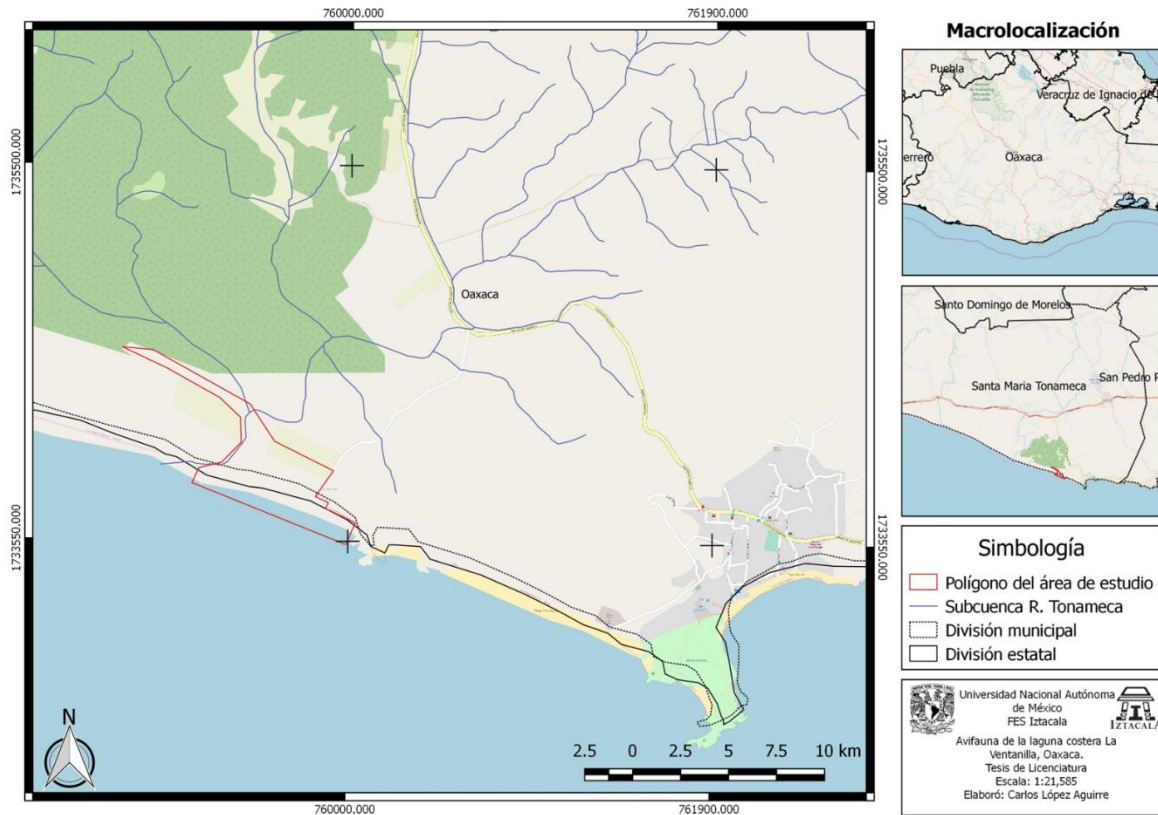 760000.000
761900.000
1735500.000
1735500.000
Oaxaca
1733550.000
1733550.000
N
2.5 0 2.5 5 7.5 10 km
760000.000
761900.000
Macrolocalización
Puebla
Veracruz de Ignacio de
errero
Oaxaca
Santo Domingo de Morelos
Santa Maria Tonameca
San Pedro P
Simbología
Polígono del área de estudio
Subcuenca R. Tonameca
División municipal
División estatal
Universidad Nacional Autónoma
de México
FES Iztacala
IZTACALA
Avifauna de la laguna costera La
Ventanilla, Oaxaca.
Tesis de Licenciatura
Escala: 1:21,585
Elaboró: Carlos López Aguirre